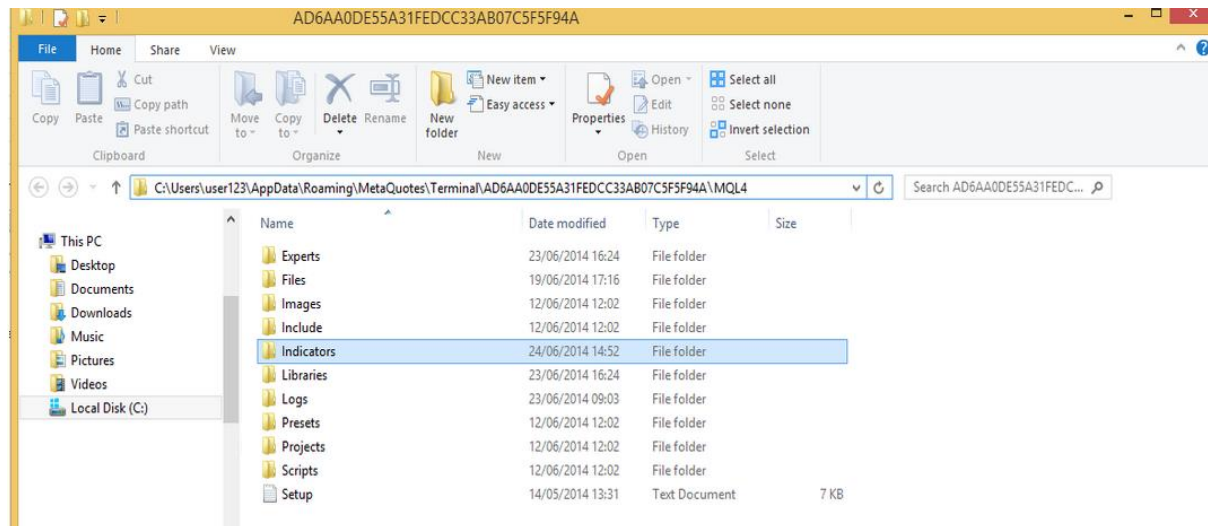 AD6AA0DE55A31FEDCC33AB07C5F5F94A
File Home Share View
Copy Paste Cut Copy path Paste shortcut Move to Copy to Delete Rename New folder New item Easy access Properties Open Edit History Select all Select none Invert selection
Clipboard Organize New Open Select
C:\Users\user123\AppData\Roaming\MetaQuotes\Terminal\AD6AA0DE55A31FEDCC33AB07C5F5F94A\MQL4 Search AD6AA0DE55A31FEDC...
This PC
Desktop
Documents
Downloads
Music
Pictures
Videos
Local Disk (C:)
Name Date modified Type Size
Experts 23/06/2014 16:24 File folder
Files 19/06/2014 17:16 File folder
Images 12/06/2014 12:02 File folder
Include 12/06/2014 12:02 File folder
Indicators 24/06/2014 14:52 File folder
Libraries 23/06/2014 16:24 File folder
Logs 23/06/2014 09:03 File folder
Presets 12/06/2014 12:02 File folder
Projects 12/06/2014 12:02 File folder
Scripts 12/06/2014 12:02 File folder
Setup 14/05/2014 13:31 Text Document 7 KB